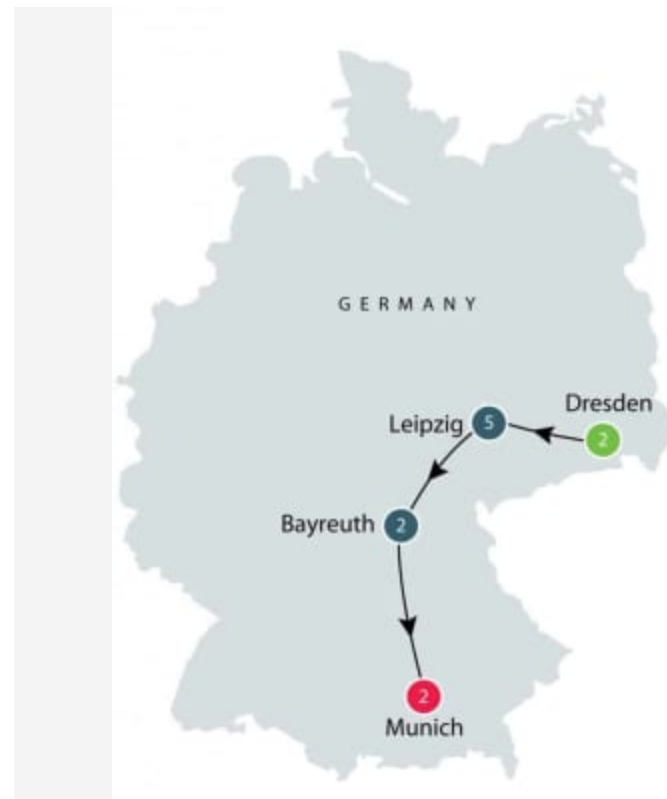 GERMANY
Dresden
2
Leipzig
5
Bayreuth
2
2
Munich